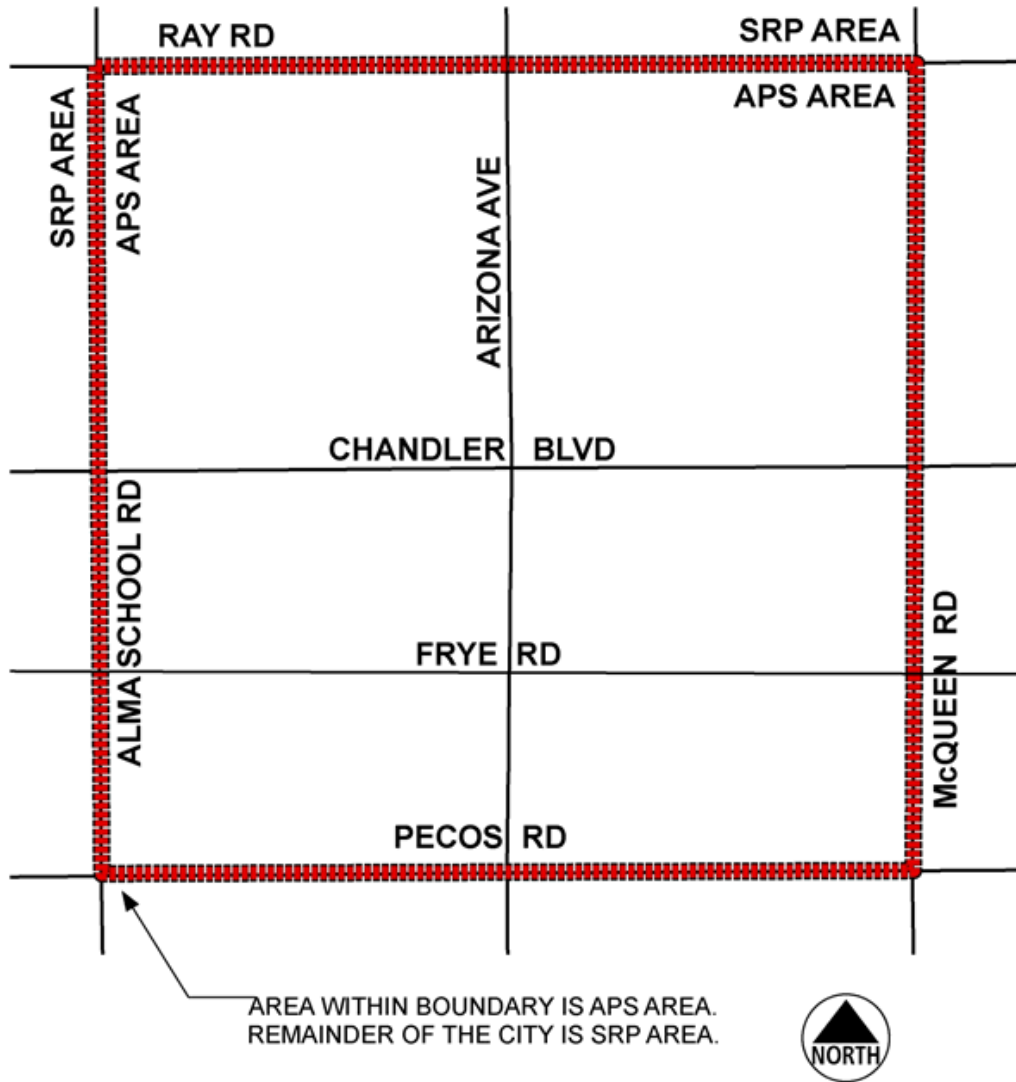 RAY RD
SRP AREA
APS AREA
SRP AREA
APS AREA
ARIZONA AVE
CHANDLER BLVD
ALMA SCHOOL RD
FRYE RD
McQUEEN RD
PECOS RD
AREA WITHIN BOUNDARY IS APS AREA.
REMAINDER OF THE CITY IS SRP AREA.
NORTH